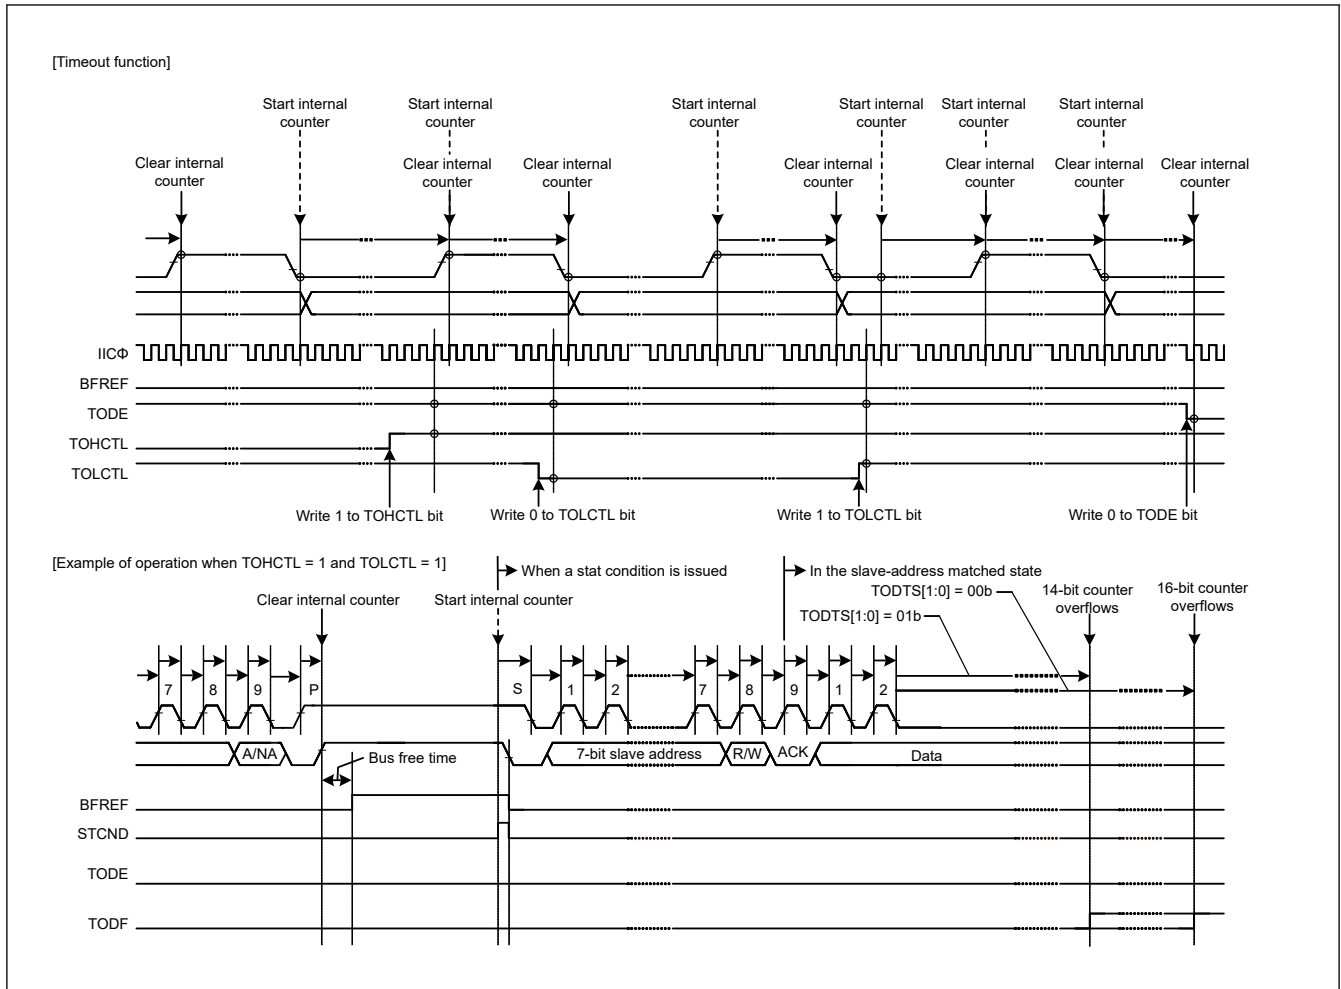 [Timeout function]
Start internal
counter
Start internal
counter
Start internal
counter
Start internal
counter
Start internal
counter
Start internal
counter
Clear internal
counter
Clear internal
counter
Clear internal
counter
Clear internal
counter
Clear internal
counter
Clear internal
counter
Clear internal
counter
IICΦ
BFREF
TODE
TOHCTL
TOLCTL
Write 1 to TOHCTL bit
Write 0 to TOLCTL bit
Write 1 to TOLCTL bit
Write 0 to TODE bit
[Example of operation when TOHCTL = 1 and TOLCTL = 1]
When a stat condition is issued
In the slave-address matched state
TODTS[1:0] = 00b
TODTS[1:0] = 01b
14-bit counter
overflows
16-bit counter
overflows
Clear internal counter
Start internal counter
7 8 9 P S 1 2 7 8 9 1 2
A/NA
Bus free time
7-bit slave address
R/W
ACK
Data
BFREF
STCND
TODE
TODF